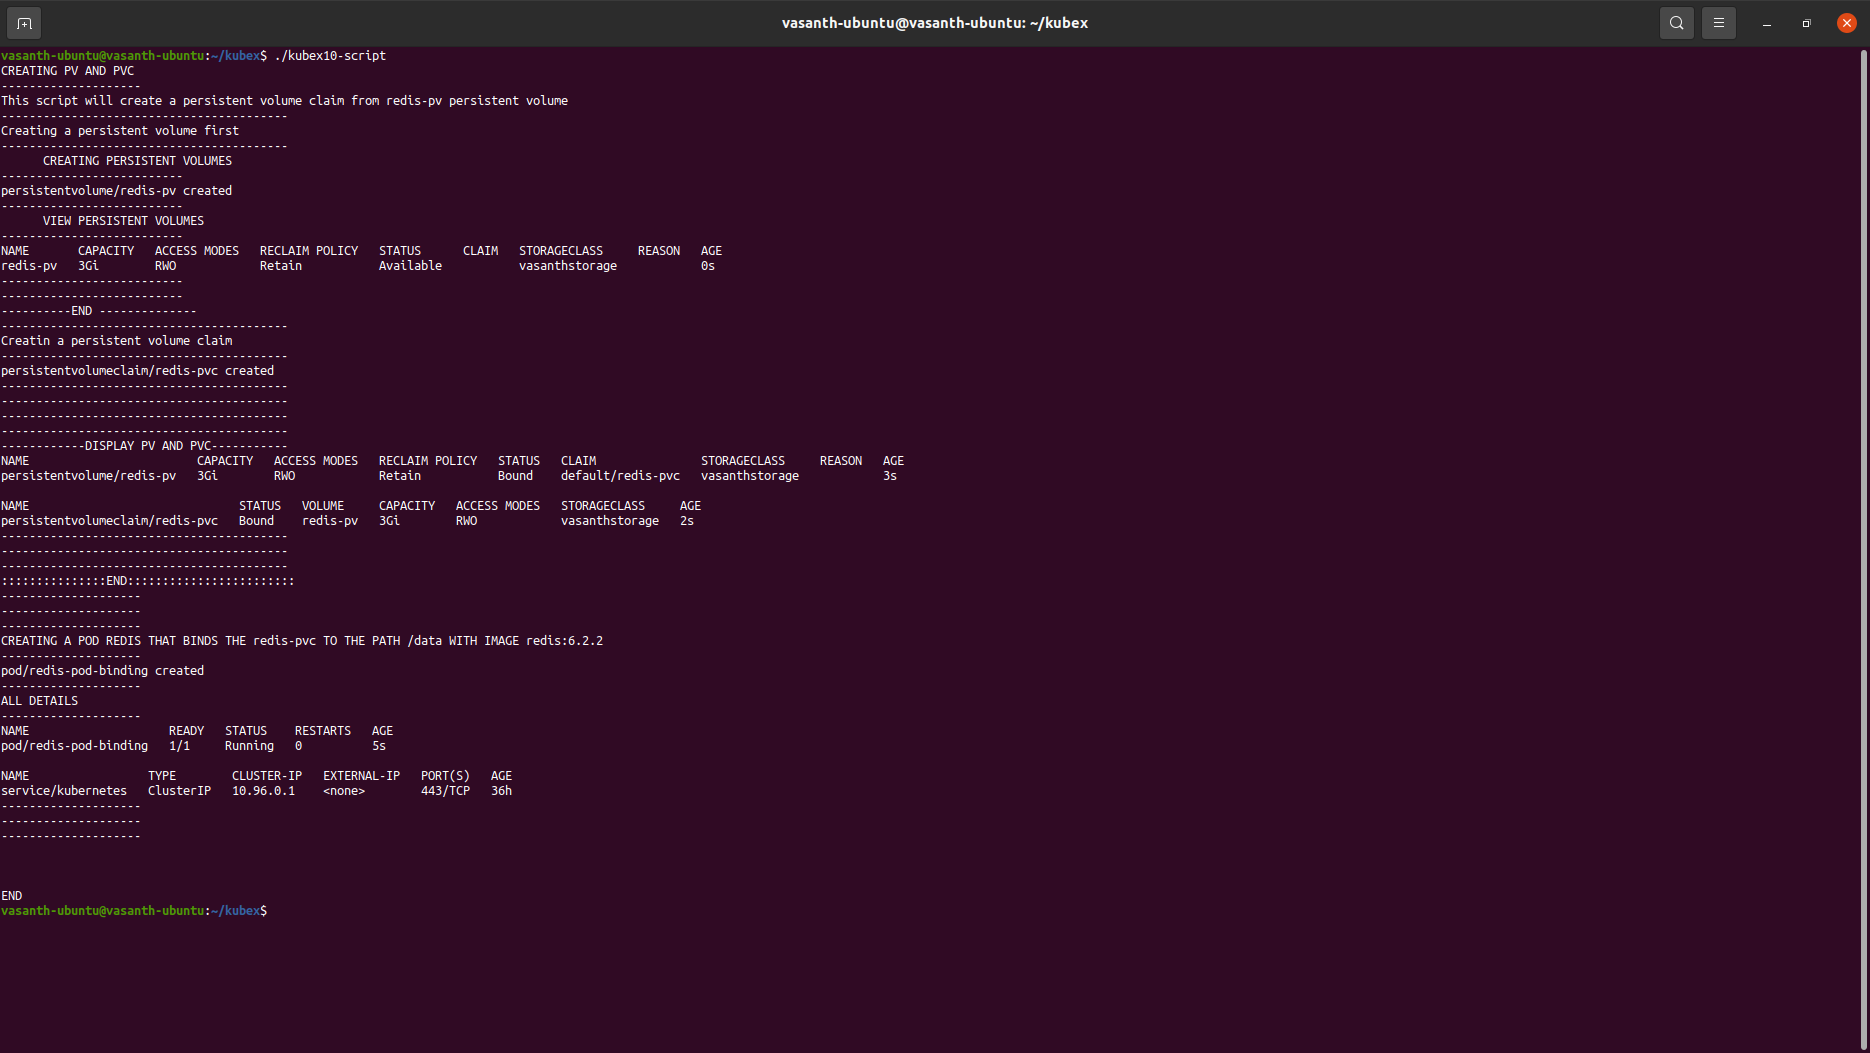 vasanth-ubuntu@vasanth-ubuntu: ~/kubex
vasanth-ubuntu@vasanth-ubuntu:~/kubex$ ./kubex10-script
CREATING PV AND PVC
--------------------
This script will create a persistent volume claim from redis-pv persistent volume
-----------------------------------------
Creating a persistent volume first
-----------------------------------------
      CREATING PERSISTENT VOLUMES
--------------------------
persistentvolume/redis-pv created
--------------------------
      VIEW PERSISTENT VOLUMES
--------------------------
NAME       CAPACITY   ACCESS MODES   RECLAIM POLICY   STATUS      CLAIM   STORAGECLASS     REASON   AGE
redis-pv   3Gi        RWO            Retain           Available           vasanthstorage            0s
--------------------------
--------------------------
----------END --------------
-----------------------------------------
Creatin a persistent volume claim
-----------------------------------------
persistentvolumeclaim/redis-pvc created
-----------------------------------------
-----------------------------------------
-----------------------------------------
-----------------------------------------
------------DISPLAY PV AND PVC-----------
NAME                        CAPACITY   ACCESS MODES   RECLAIM POLICY   STATUS   CLAIM               STORAGECLASS     REASON   AGE
persistentvolume/redis-pv   3Gi        RWO            Retain           Bound    default/redis-pvc   vasanthstorage            3s
NAME                              STATUS   VOLUME     CAPACITY   ACCESS MODES   STORAGECLASS     AGE
persistentvolumeclaim/redis-pvc   Bound    redis-pv   3Gi        RWO            vasanthstorage   2s
-----------------------------------------
-----------------------------------------
-----------------------------------------
:::::::::::::::END::::::::::::::::::::::::
--------------------
--------------------
--------------------
CREATING A POD REDIS THAT BINDS THE redis-pvc TO THE PATH /data WITH IMAGE redis:6.2.2
--------------------
pod/redis-pod-binding created
--------------------
ALL DETAILS
--------------------
NAME                    READY   STATUS    RESTARTS   AGE
pod/redis-pod-binding   1/1     Running   0          5s
NAME                 TYPE        CLUSTER-IP   EXTERNAL-IP   PORT(S)   AGE
service/kubernetes   ClusterIP   10.96.0.1    <none>        443/TCP   36h
--------------------
--------------------
--------------------
END
vasanth-ubuntu@vasanth-ubuntu:~/kubex$